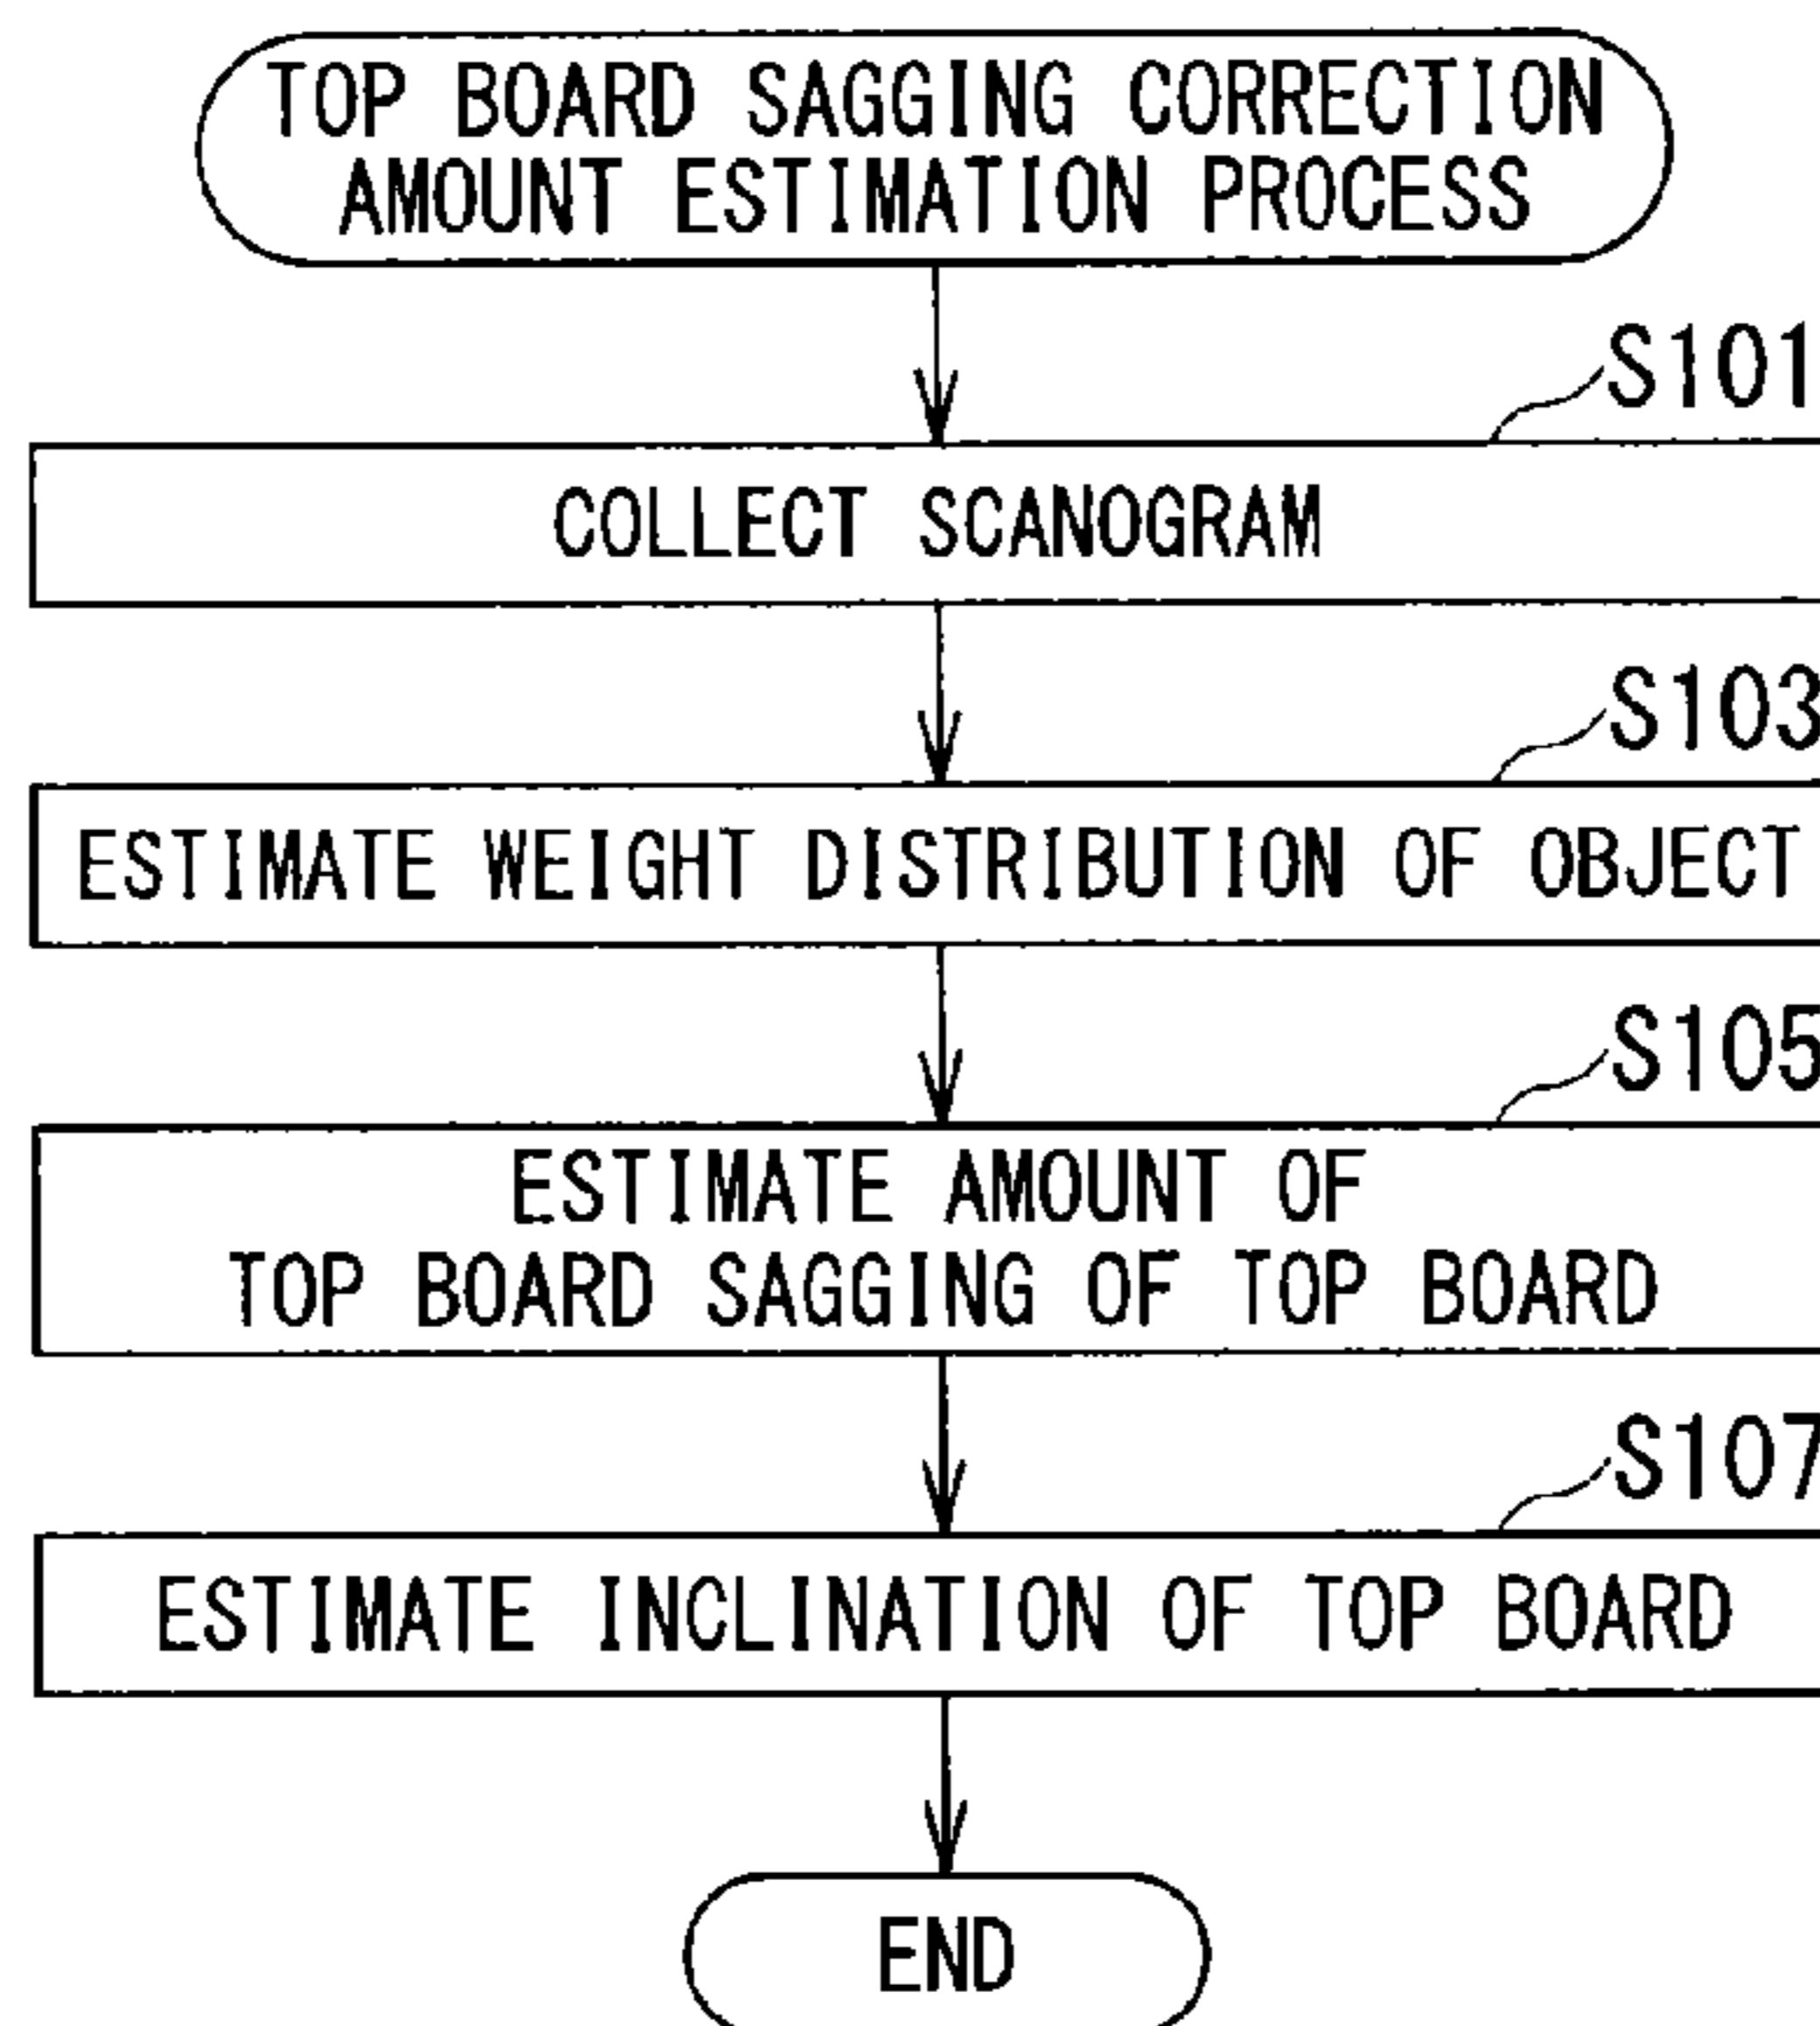 TOP BOARD SAGGING CORRECTION
AMOUNT ESTIMATION PROCESS
S101
COLLECT SCANOGRAM
S103
ESTIMATE WEIGHT DISTRIBUTION OF OBJECT
S105
ESTIMATE AMOUNT OF
TOP BOARD SAGGING OF TOP BOARD
S107
ESTIMATE INCLINATION OF TOP BOARD
END